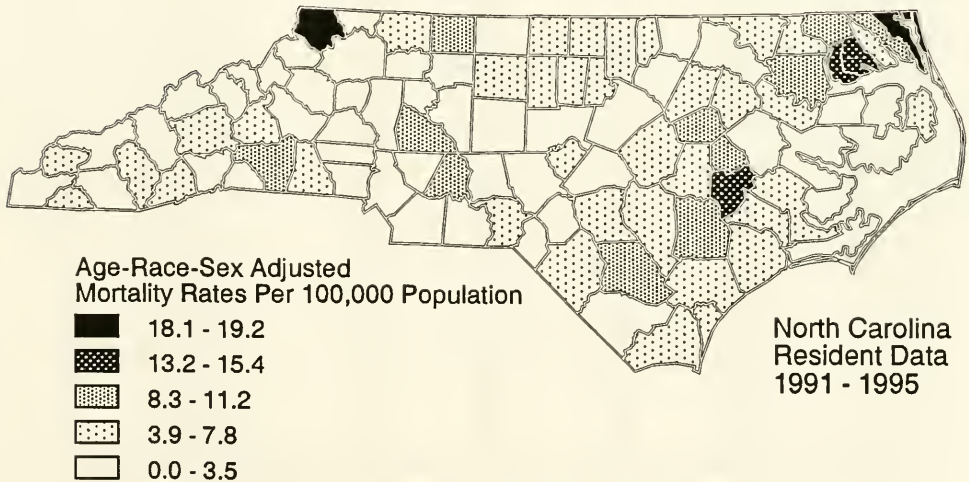 Age-Race-Sex Adjusted
Mortality Rates Per 100,000 Population
18.1 - 19.2
13.2 - 15.4
8.3 - 11.2
3.9 - 7.8
0.0 - 3.5
North Carolina
Resident Data
1991 - 1995